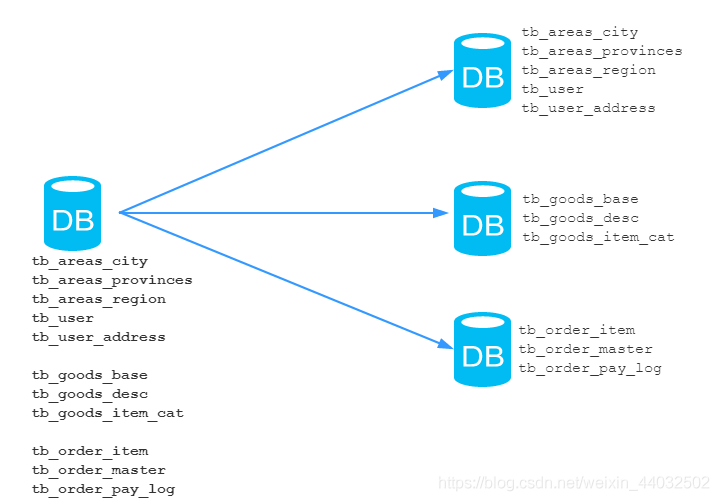 DB
tb_areas_city
tb_areas_provinces
tb_areas_region
tb_user
tb_user_address
tb_goods_base
tb_goods_desc
tb_goods_item_cat
tb_order_item
tb_order_master
tb_order_pay_log
DB
tb_areas_city
tb_areas_provinces
tb_areas_region
tb_user
tb_user_address
DB
tb_goods_base
tb_goods_desc
tb_goods_item_cat
DB
tb_order_item
tb_order_master
tb_order_pay_log
https://blog.csdn.net/weixin_44032502